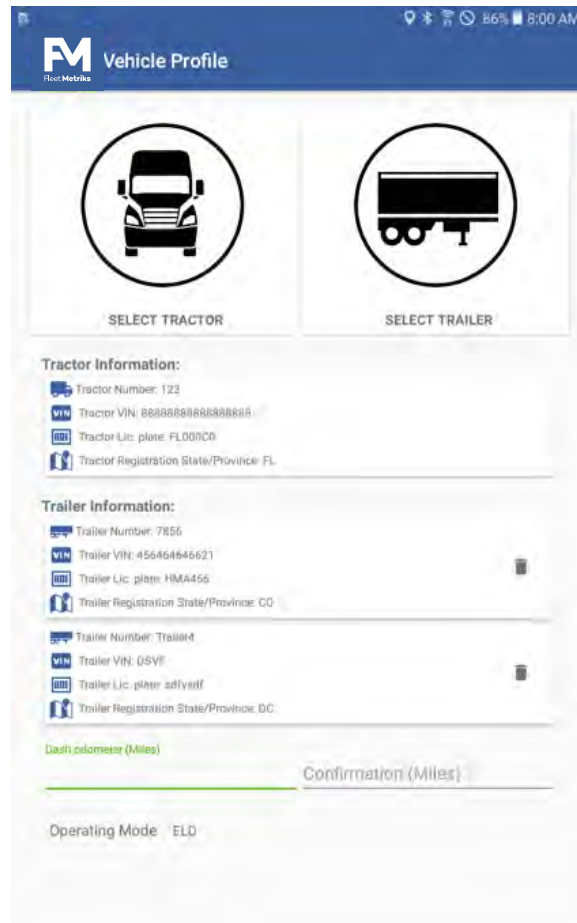 86% 8:00 AM
FM
Fleet Metriks
Vehicle Profile
SELECT TRACTOR
SELECT TRAILER
Tractor Information:
Tractor Number: 123
VIN Tractor VIN:
Tractor Lic. plate: FL000C0
Tractor Registration State/Province: FL
Trailer Information:
Trailer Number: 7856
VIN Trailer VIN: 456464646621
Trailer Lic. plate: HMA456
Trailer Registration State/Province: CO
Trailer Number: Trailer4
VIN Trailer VIN: DSVF
Trailer Lic. plate:
Trailer Registration State/Province: DC
Dash odometer (Miles)
Confirmation (Miles)
Operating Mode ELD